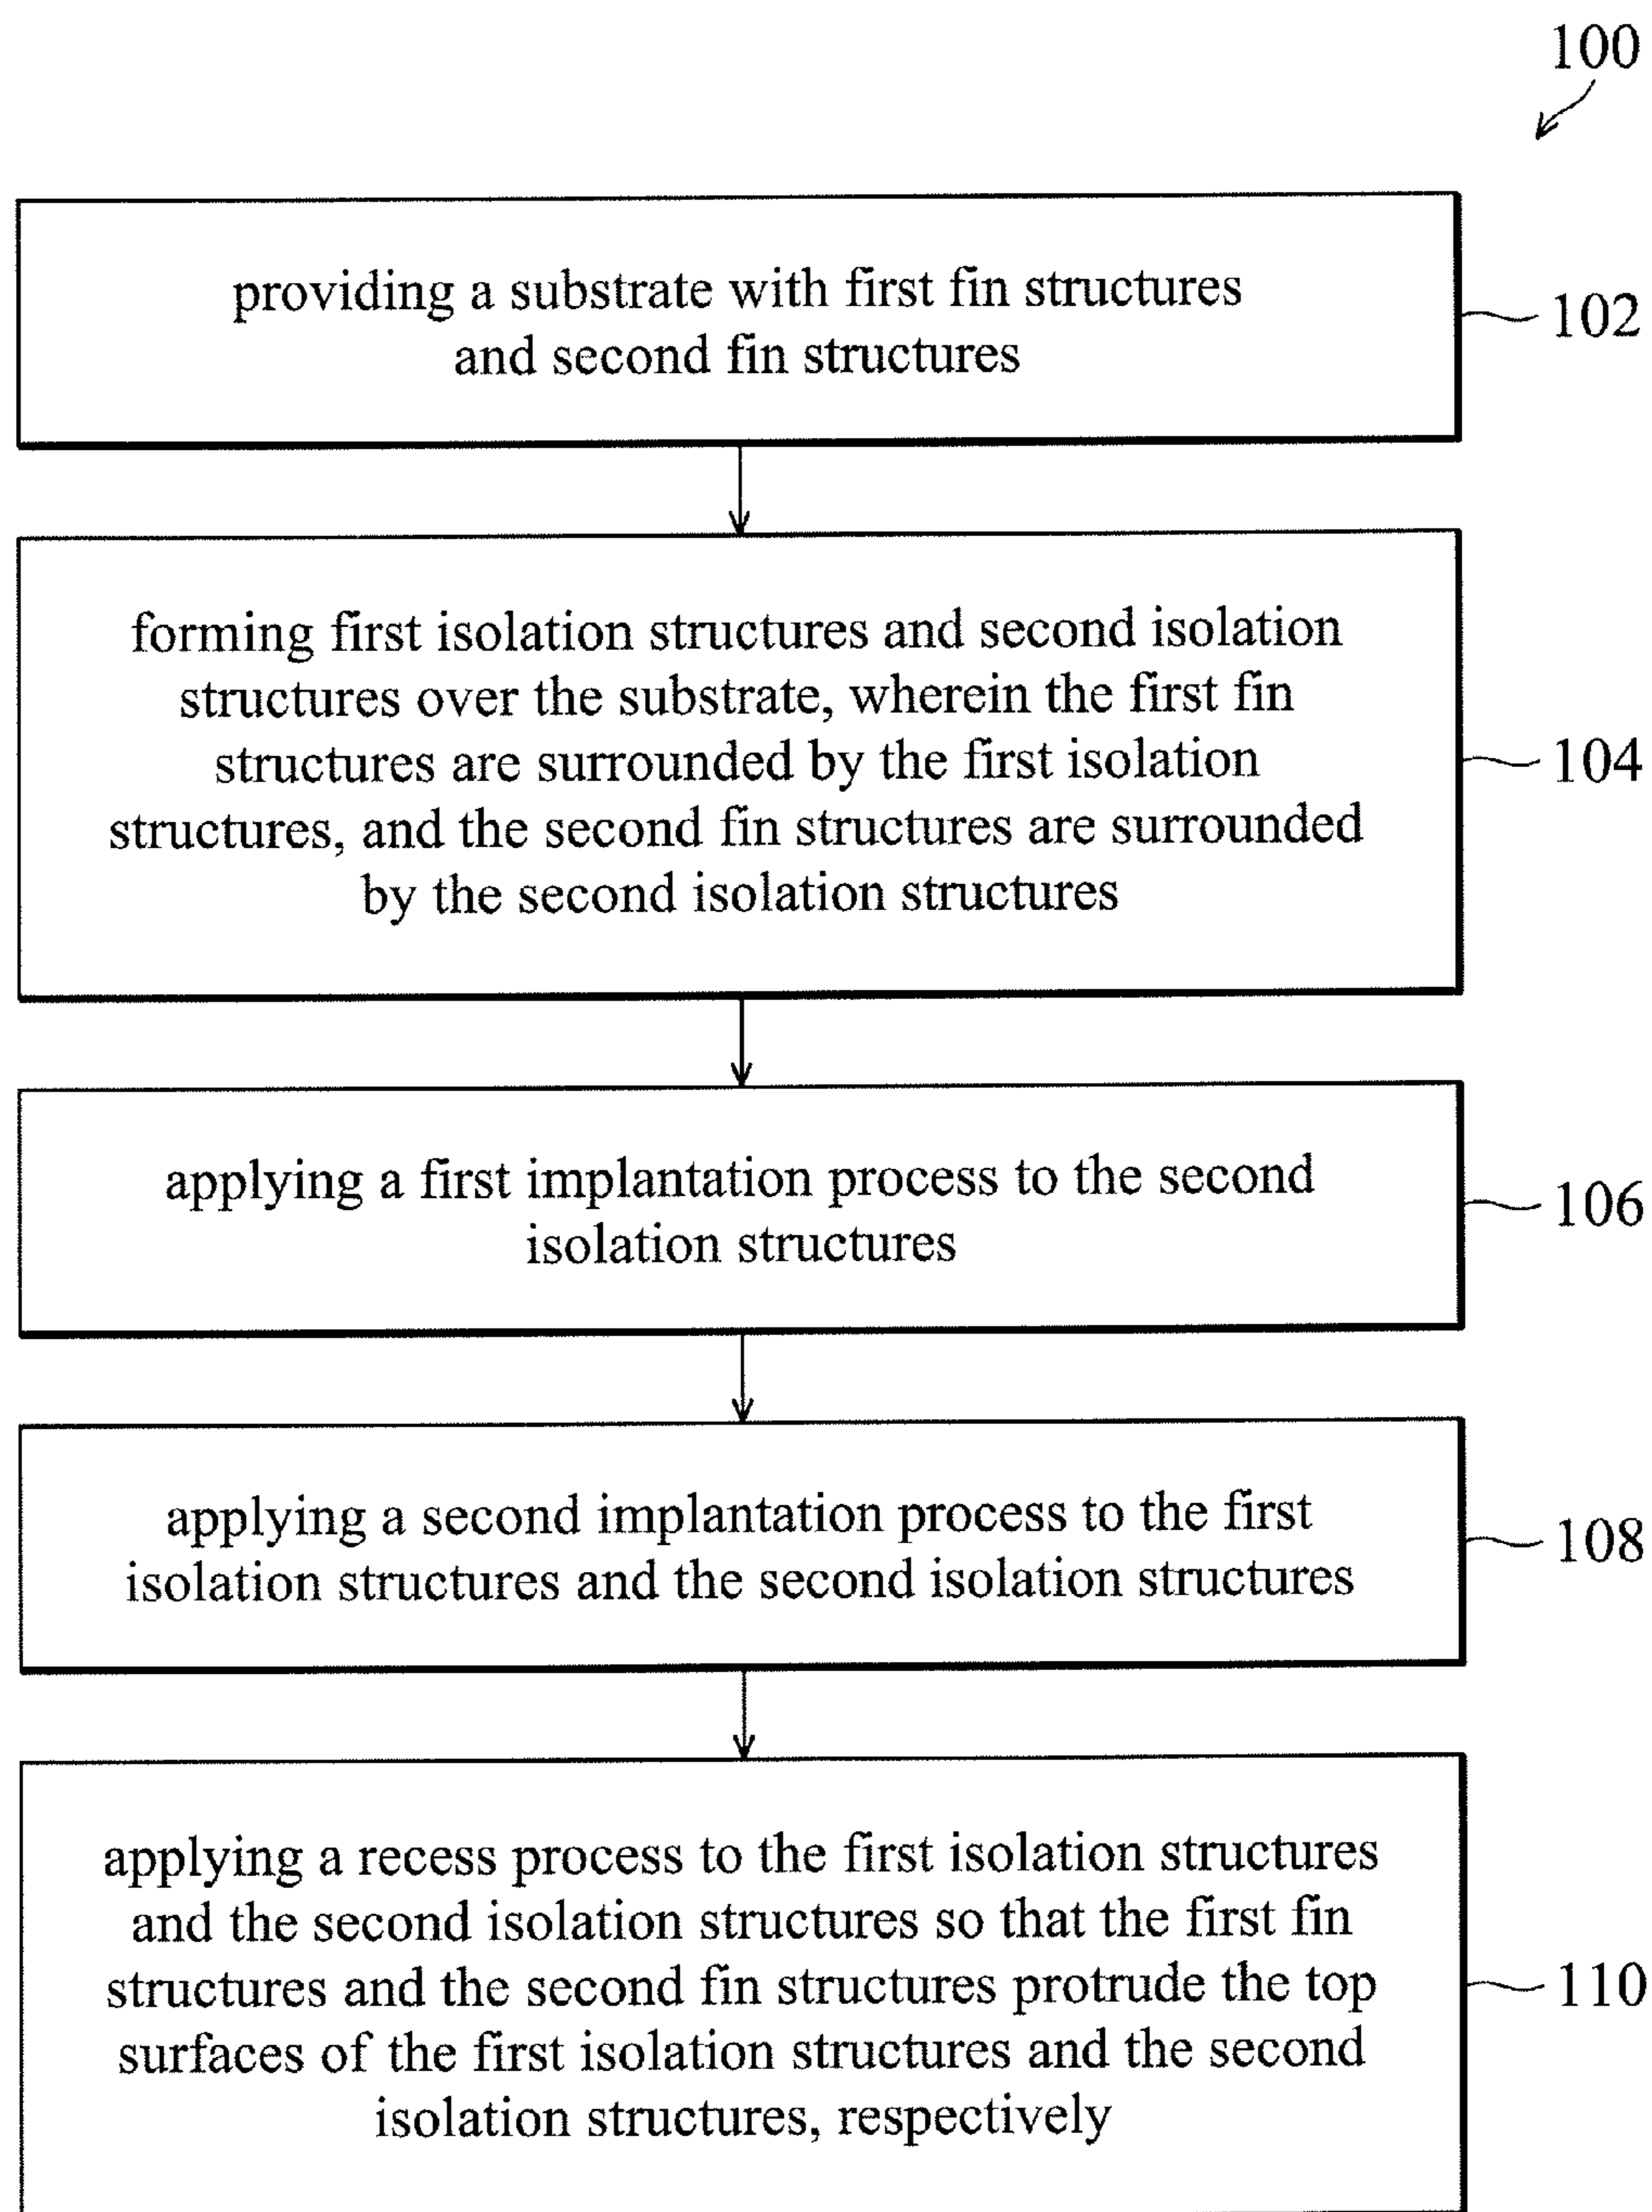 100
providing a substrate with first fin structures
and second fin structures
102
forming first isolation structures and second isolation
structures over the substrate, wherein the first fin
structures are surrounded by the first isolation
structures, and the second fin structures are surrounded
by the second isolation structures
104
applying a first implantation process to the second
isolation structures
106
applying a second implantation process to the first
isolation structures and the second isolation structures
108
applying a recess process to the first isolation structures
and the second isolation structures so that the first fin
structures and the second fin structures protrude the top
surfaces of the first isolation structures and the second
isolation structures, respectively
110